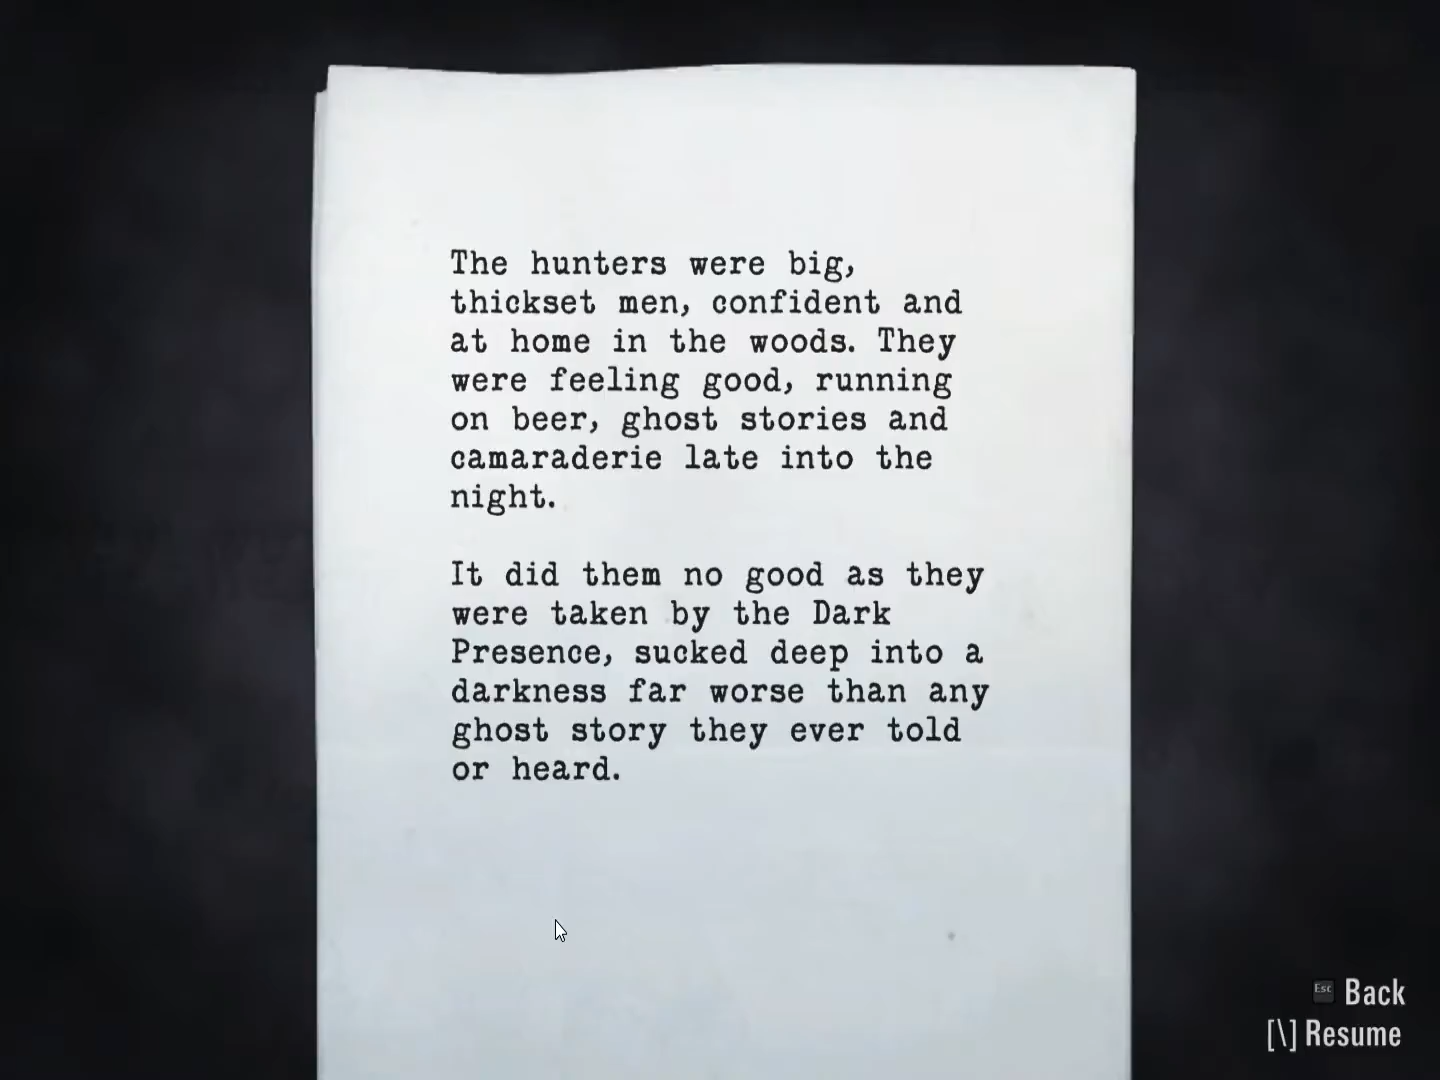 The hunters were big,
thickset men, confident and
at home in the woods. They
were feeling good, running
on beer, ghost stories and
camaraderie late into the
night.
It did them no good as they
were taken by the Dark
Presence, sucked deep into a
darkness far worse than any
ghost story they ever told
or heard.
Esc Back
[\] Resume